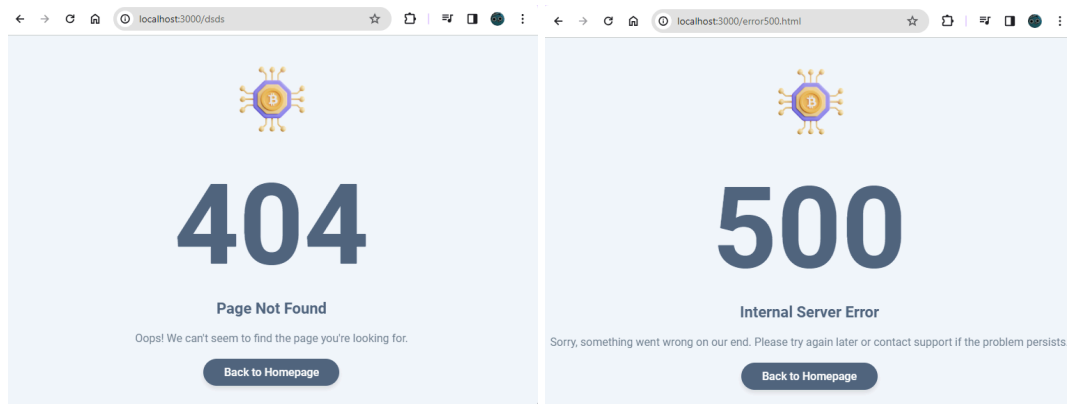 localhost:3000/dsds
404
Page Not Found
Oops! We can't seem to find the page you're looking for.
Back to Homepage
localhost:3000/error500.html
500
Internal Server Error
Sorry, something went wrong on our end. Please try again later or contact support if the problem persists
Back to Homepage